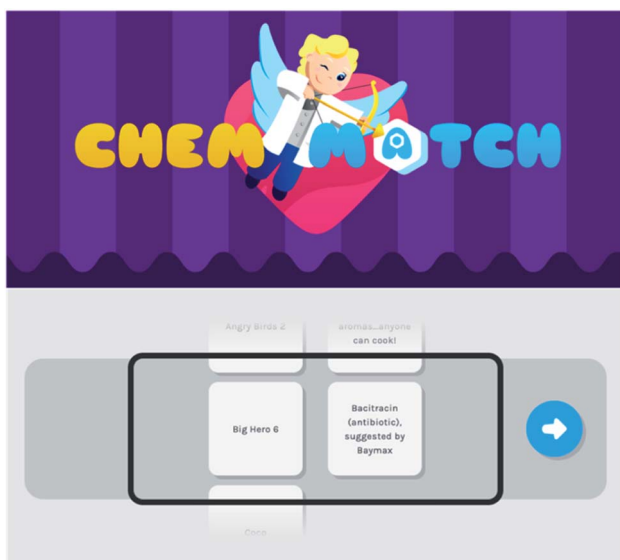 CHEM MATCH
Angry Birds 2
aromas...anyone
can cook!
Big Hero 6
Bacitracin
(antibiotic),
suggested by
Baymax
Coco